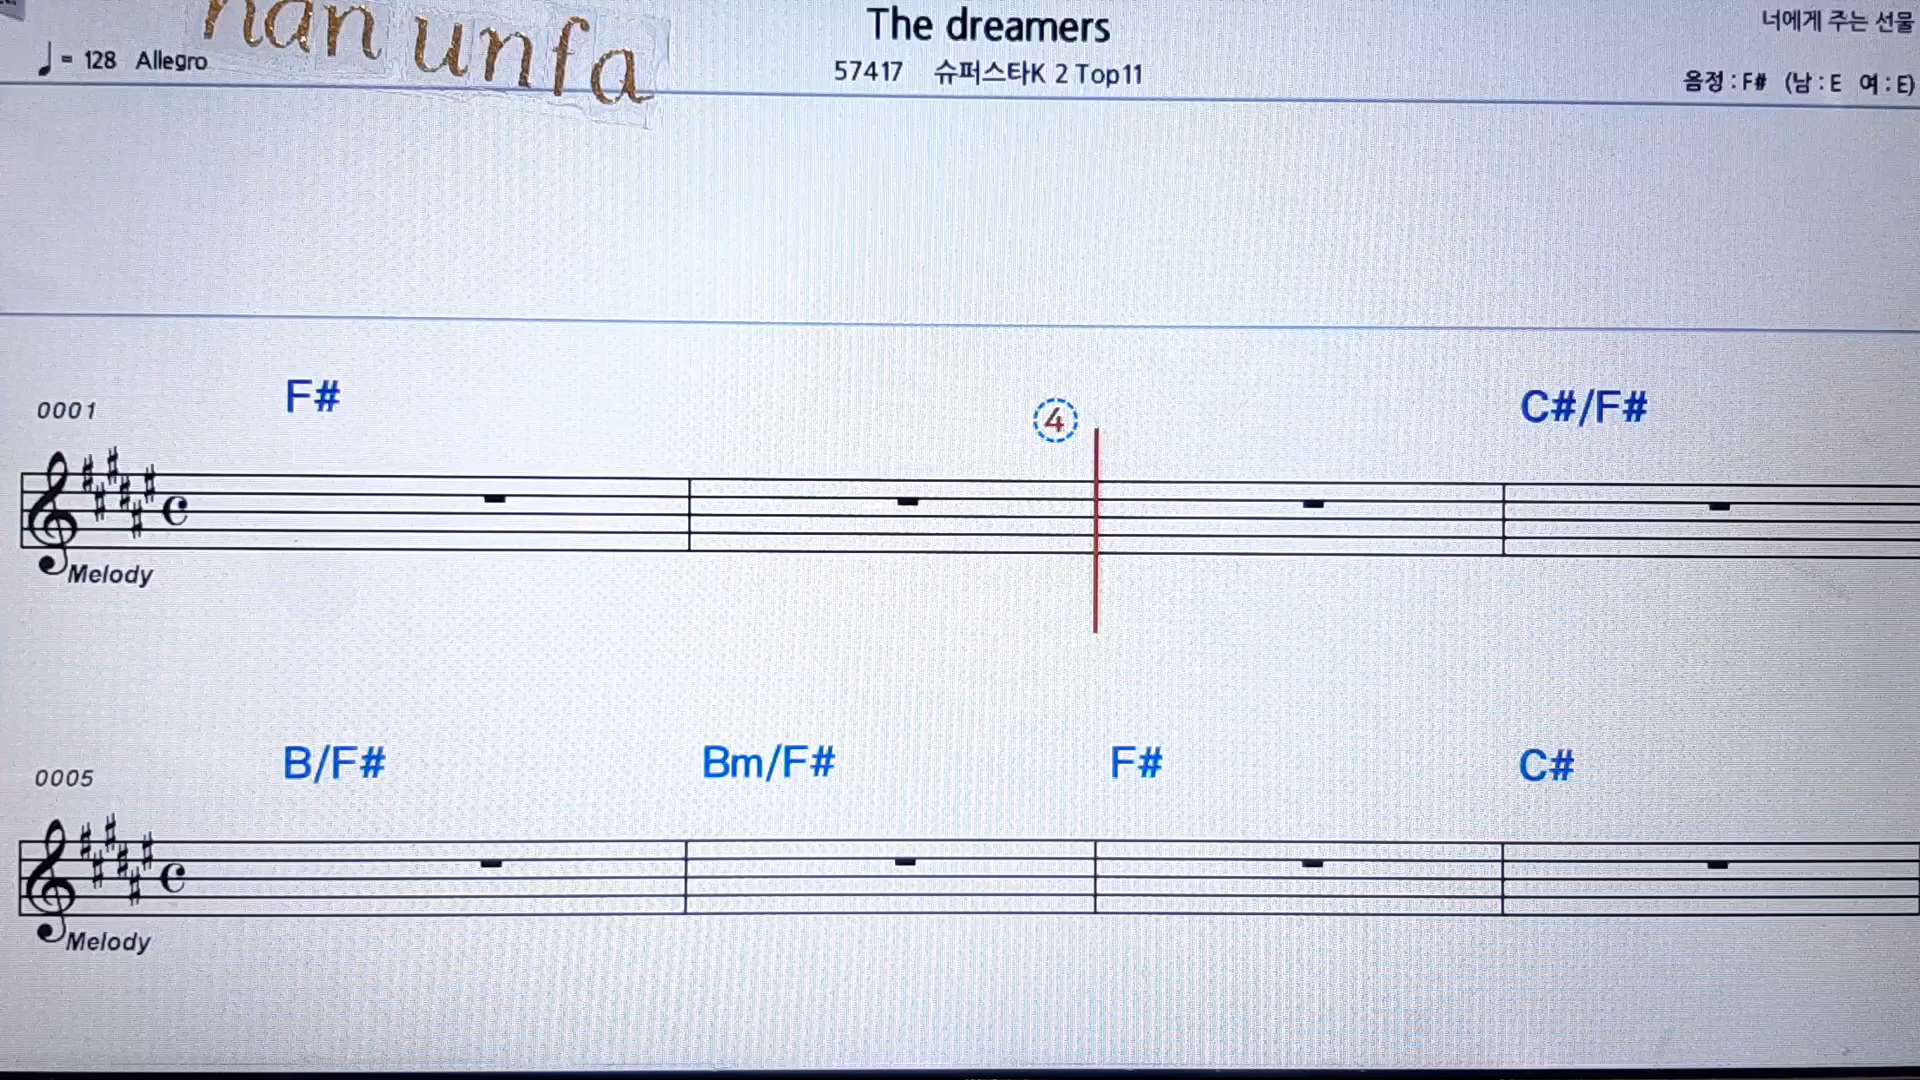 nan unfa
The dreamers
너에게 주는 선물
♩ = 128 Allegro
57417 슈퍼스타K 2 Top11
음정 : F# (남 : E 여 : E)
F# 4 C#/F#
0001
Melody
B/F# Bm/F# F# C#
0005
Melody